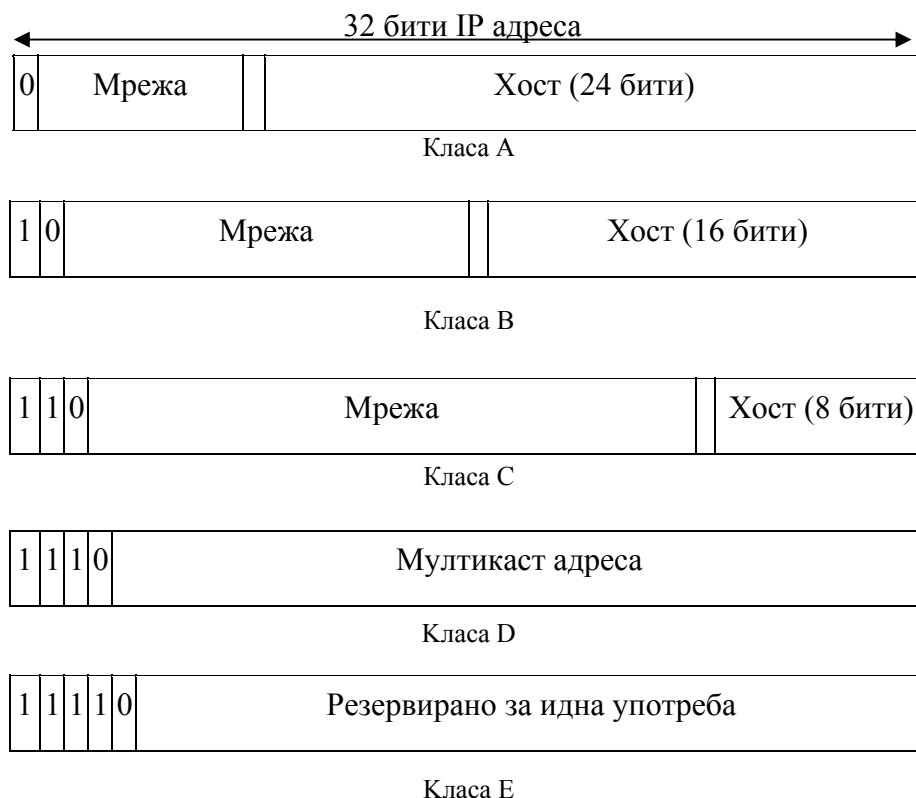 32 бити IP адреса
0 Мрежа Хост (24 бити)
Класа A
1 0 Мрежа Хост (16 бити)
Класа B
1 1 0 Мрежа Хост (8 бити)
Класа C
1 1 1 0 Мултикаст адреса
Класа D
1 1 1 1 0 Резервирано за идна употреба
Класа E